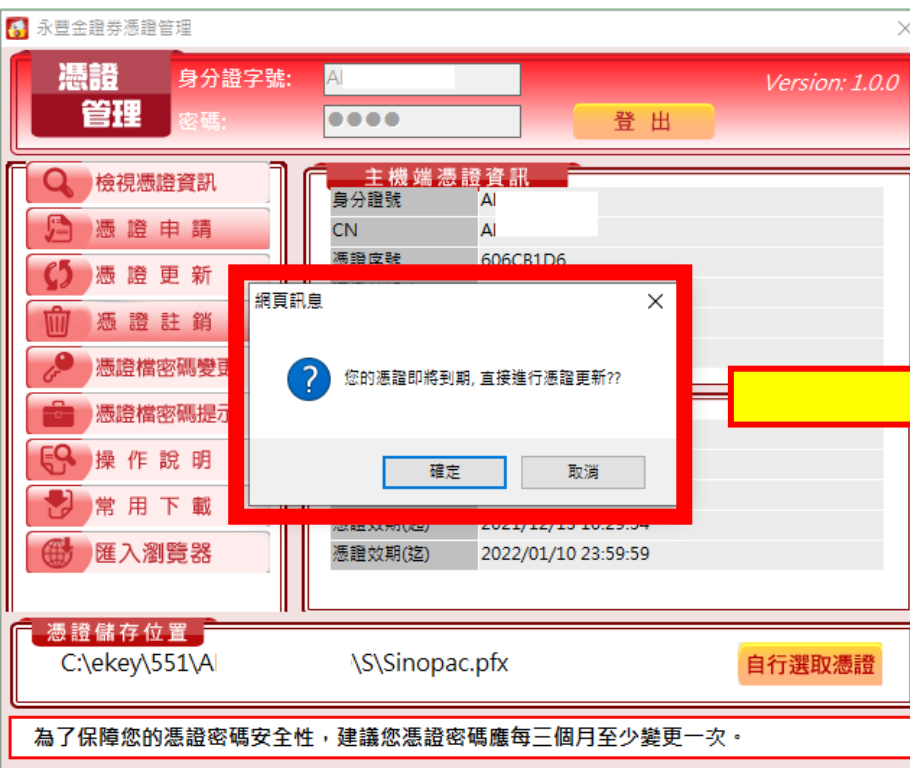 永豐金證券憑證管理
憑證
管理
身分證字號:
A
Version: 1.0.0
密碼:
登 出
檢視憑證資訊
憑 證 申 請
憑 證 更 新
憑 證 註 銷
憑證檔密碼變更
憑證檔密碼提示
操 作 說 明
常 用 下 載
匯入瀏覽器
主機端憑證資訊
身分證號 A
CN A
憑證序號 606CB1D6
網頁訊息
您的憑證即將到期, 直接進行憑證更新??
確定
取消
憑證效期(起) 2021/12/13 16:29:54
憑證效期(迄) 2022/01/10 23:59:59
憑證儲存位置
C:\ekey\551\A \S\Sinopac.pfx
自行選取憑證
為了保障您的憑證密碼安全性，建議您憑證密碼應每三個月至少變更一次。